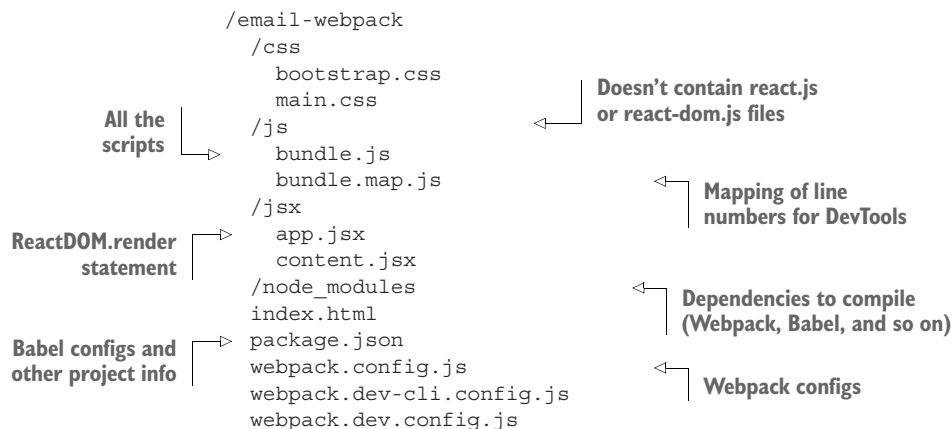 /email-webpack
/css
bootstrap.css
main.css
Doesn't contain react.js
or react-dom.js files
/js
All the
scripts
bundle.js
bundle.map.js
Mapping of line
numbers for DevTools
/jsx
ReactDOM.render
statement
app.jsx
content.jsx
/node_modules
Dependencies to compile
(Webpack, Babel, and so on)
index.html
Babel configs and
other project info
package.json
webpack.config.js
Webpack configs
webpack.dev-cli.config.js
webpack.dev.config.js